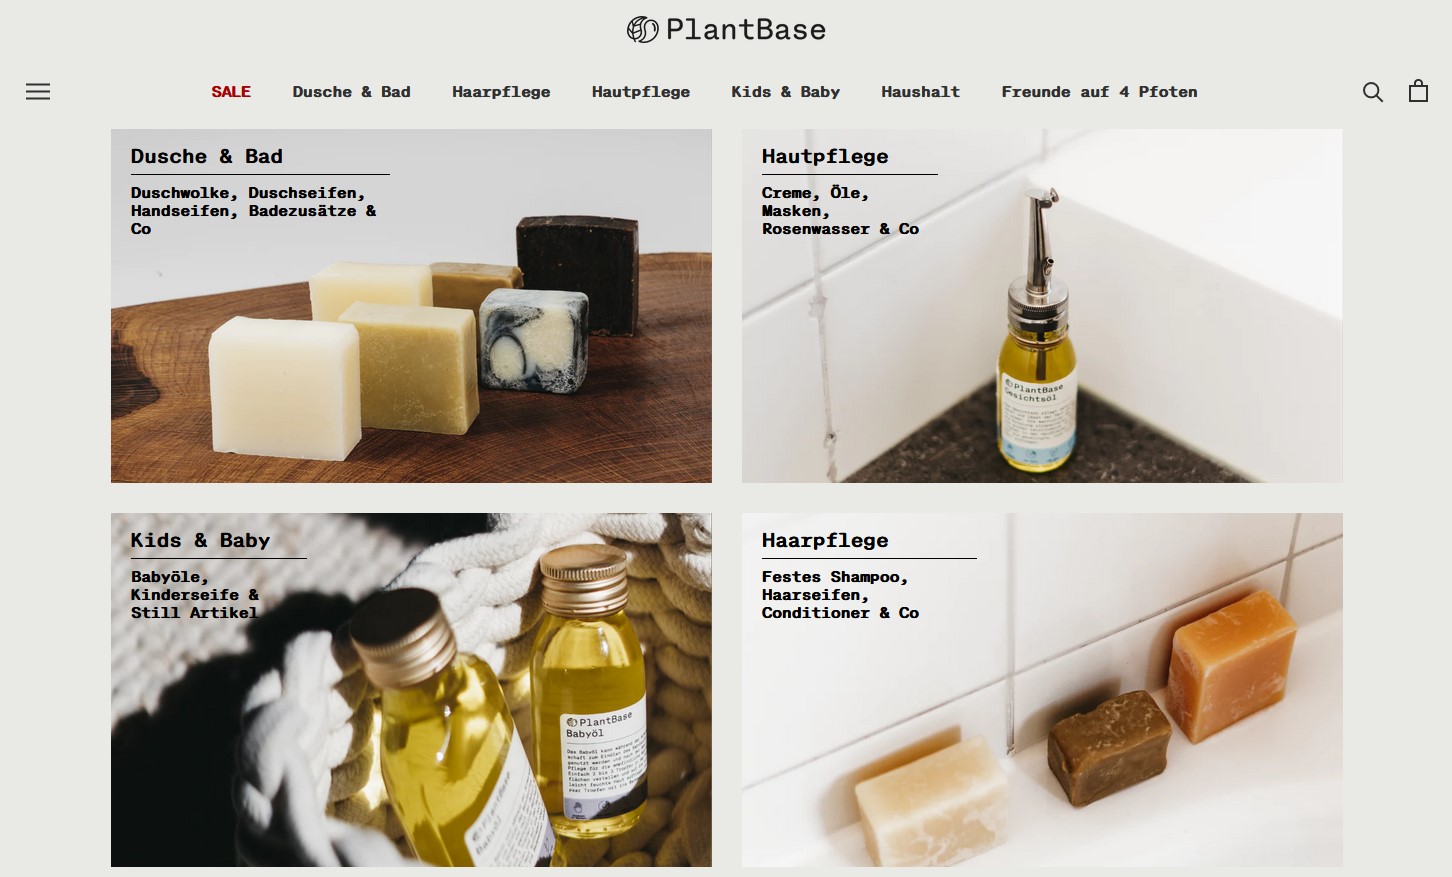 PlantBase
SALE Dusche & Bad Haarpflege Hautpflege Kids & Baby Haushalt Freunde auf 4 Pfoten
Dusche & Bad
Duschwolke, Duschseifen,
Handseifen, Badezusätze &
Co
Hautpflege
Creme, Öle,
Masken,
Rosenwasser & Co
PlantBase
Gesichtsöl
Kids & Baby
Babyöle,
Kinderseife &
Still Artikel
PlantBase
Babyöl
Haarpflege
Festes Shampoo,
Haarseifen,
Conditioner & Co